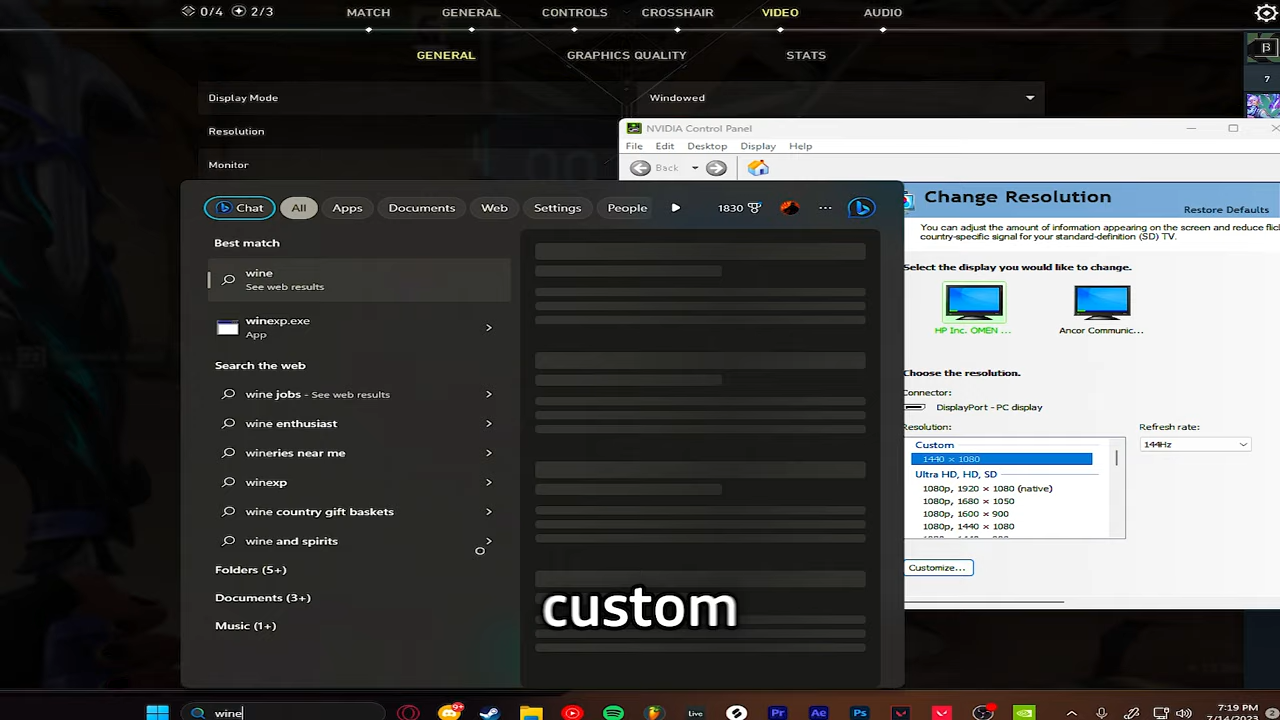 0/4 2/3 MATCH GENERAL CONTROLS CROSSHAIR VIDEO AUDIO
GENERAL GRAPHICS QUALITY STATS
Display Mode Windowed
Resolution
Monitor
7
NVIDIA Control Panel
File Edit Desktop Display Help
Back
Chat All Apps Documents Web Settings People 1830 ...
Best match
wine
See web results
winexp.exe
App
Search the web
wine jobs - See web results
wine enthusiast
wineries near me
winexp
wine country gift baskets
wine and spirits
Folders (5+)
Documents (3+)
Music (1+)
Change Resolution
Restore Defaults
You can adjust the amount of information appearing on the screen and reduce flic
country-specific signal for your standard-definition (SD) TV.
Select the display you would like to change.
HP Inc. OMEN ... Ancor Communic...
Choose the resolution.
Connector:
DisplayPort - PC display
Resolution: Refresh rate:
Custom 144Hz
1440 × 1080
Ultra HD, HD, SD
1080p, 1920 × 1080 (native)
1080p, 1680 × 1050
1080p, 1600 × 900
1080p, 1440 × 1080
Customize...
custom
wine
Live Pr Ae Ps
7:19 PM
7/14/2023